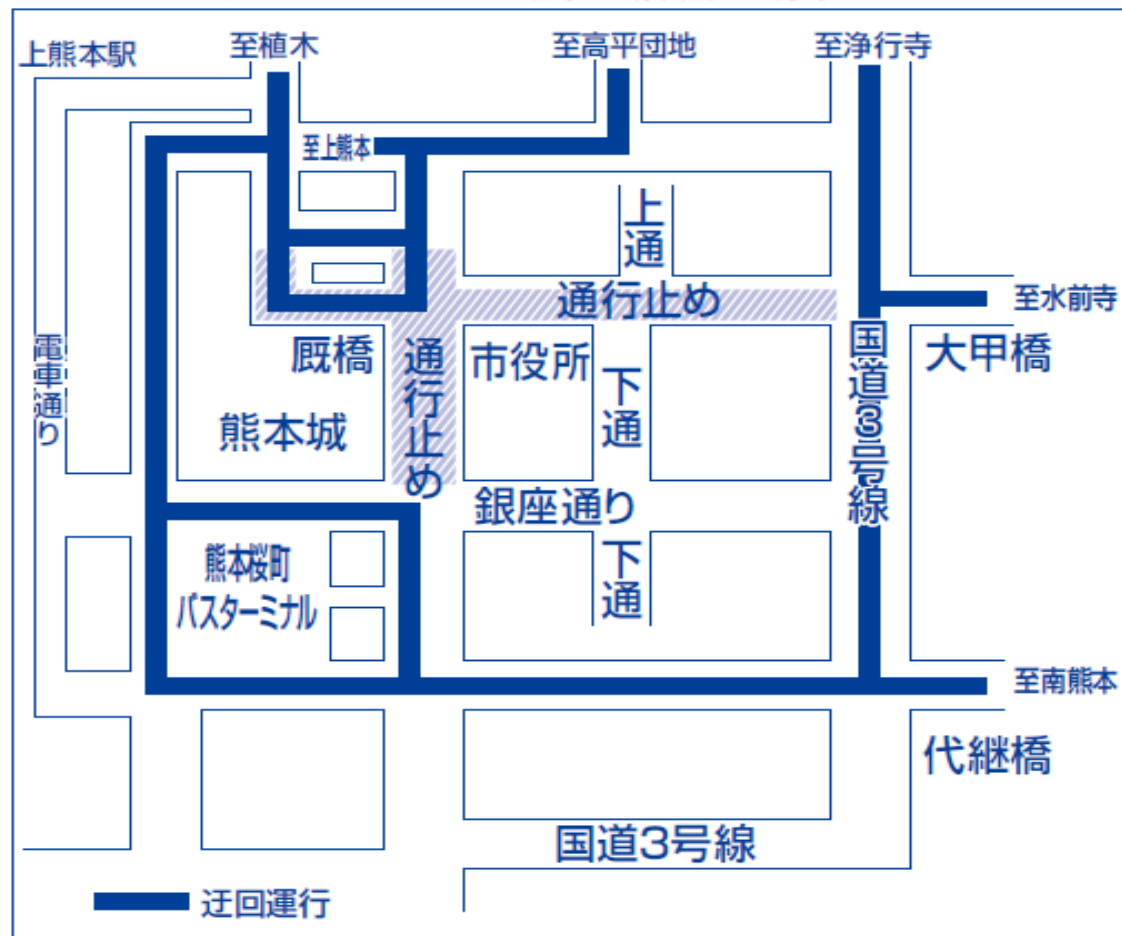 上熊本駅
至植木
至高平団地
至浄行寺
至上熊本
上通
通行止め
至水前寺
電車通り
厩橋
通行止め
市役所
下通
国道3号線
大甲橋
熊本城
銀座通り
熊本桜町
バスターミナル
下通
至南熊本
代継橋
国道3号線
迂回運行